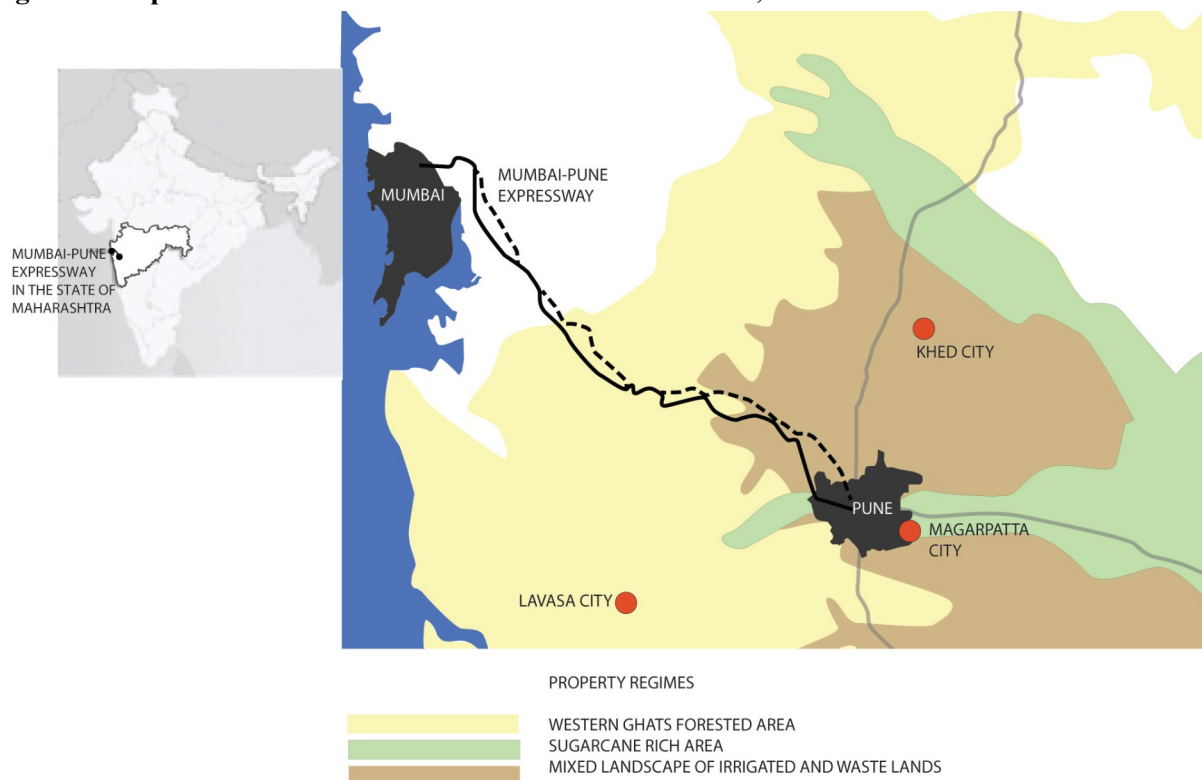 MUMBAI-PUNE
EXPRESSWAY
IN THE STATE OF
MAHARASHTRA
MUMBAI
MUMBAI-PUNE
EXPRESSWAY
KHED CITY
PUNE
MAGARPATTA
CITY
LAVASA CITY
PROPERTY REGIMES
WESTERN GHATS FORESTED AREA
SUGARCANE RICH AREA
MIXED LANDSCAPE OF IRRIGATED AND WASTE LANDS